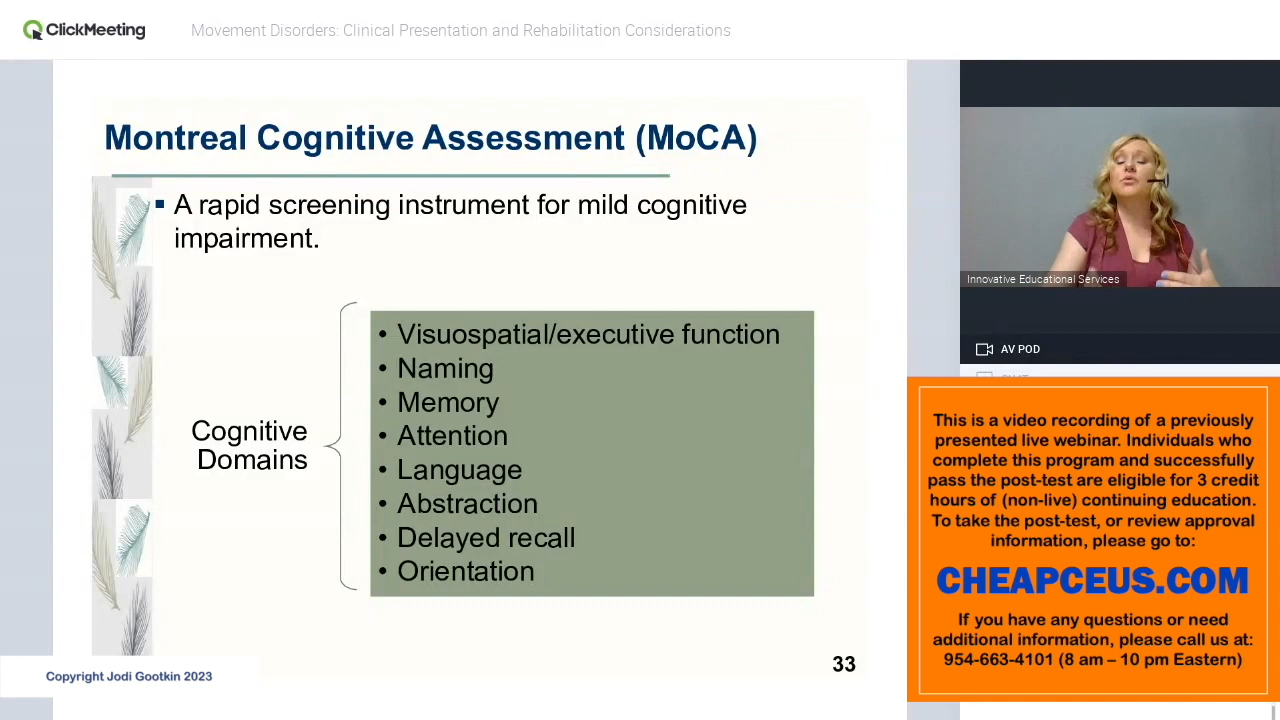 ClickMeeting
Movement Disorders: Clinical Presentation and Rehabilitation Considerations
Montreal Cognitive Assessment (MoCA)
▪ A rapid screening instrument for mild cognitive
impairment.
Cognitive
Domains
• Visuospatial/executive function
• Naming
• Memory
• Attention
• Language
• Abstraction
• Delayed recall
• Orientation
33
Copyright Jodi Gootkin 2023
Innovative Educational Services
AV POD
This is a video recording of a previously
presented live webinar. Individuals who
complete this program and successfully
pass the post-test are eligible for 3 credit
hours of (non-live) continuing education.
To take the post-test, or review approval
information, please go to:
CHEAPCEUS.COM
If you have any questions or need
additional information, please call us at:
954-663-4101 (8 am – 10 pm Eastern)